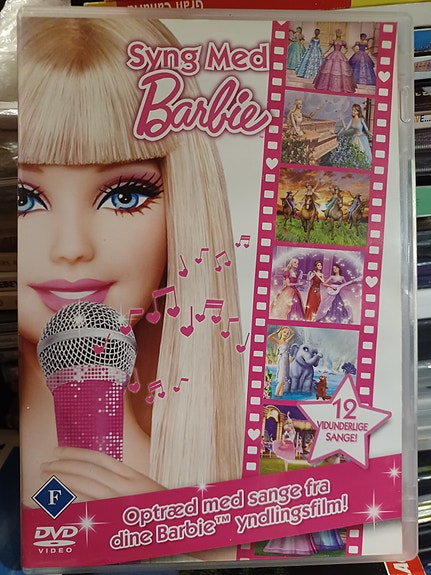 Syng Med
Barbie
12
VIDUNDERLIGE
SANGE!
Optræd med sange fra
dine Barbie™ yndlingsfilm!
F
DVD
VIDEO